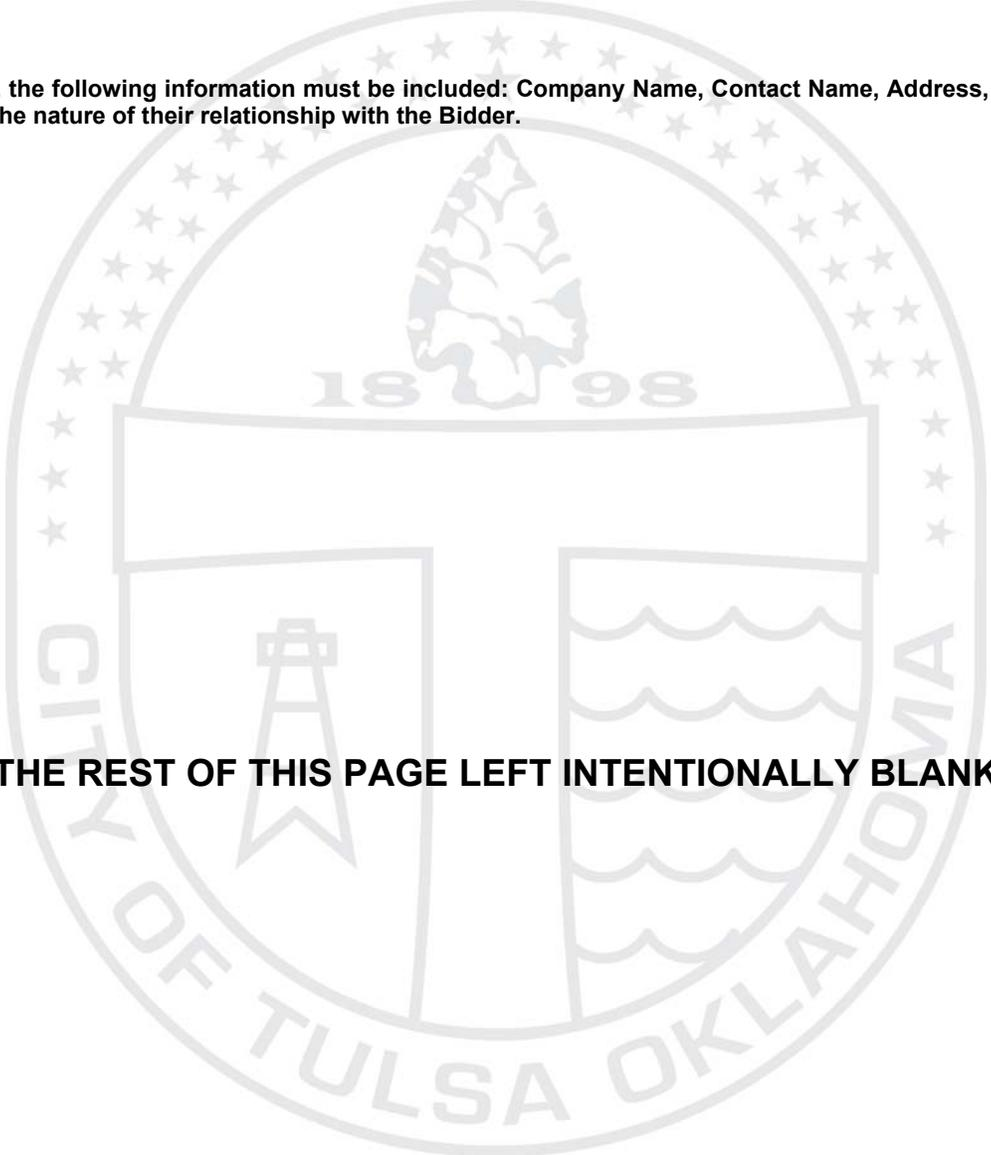 the following information must be included: Company Name, Contact Name, Address,
he nature of their relationship with the Bidder.
18 98
THE REST OF THIS PAGE LEFT INTENTIONALLY BLANK
CITY OF TULSA OKLAHOMA